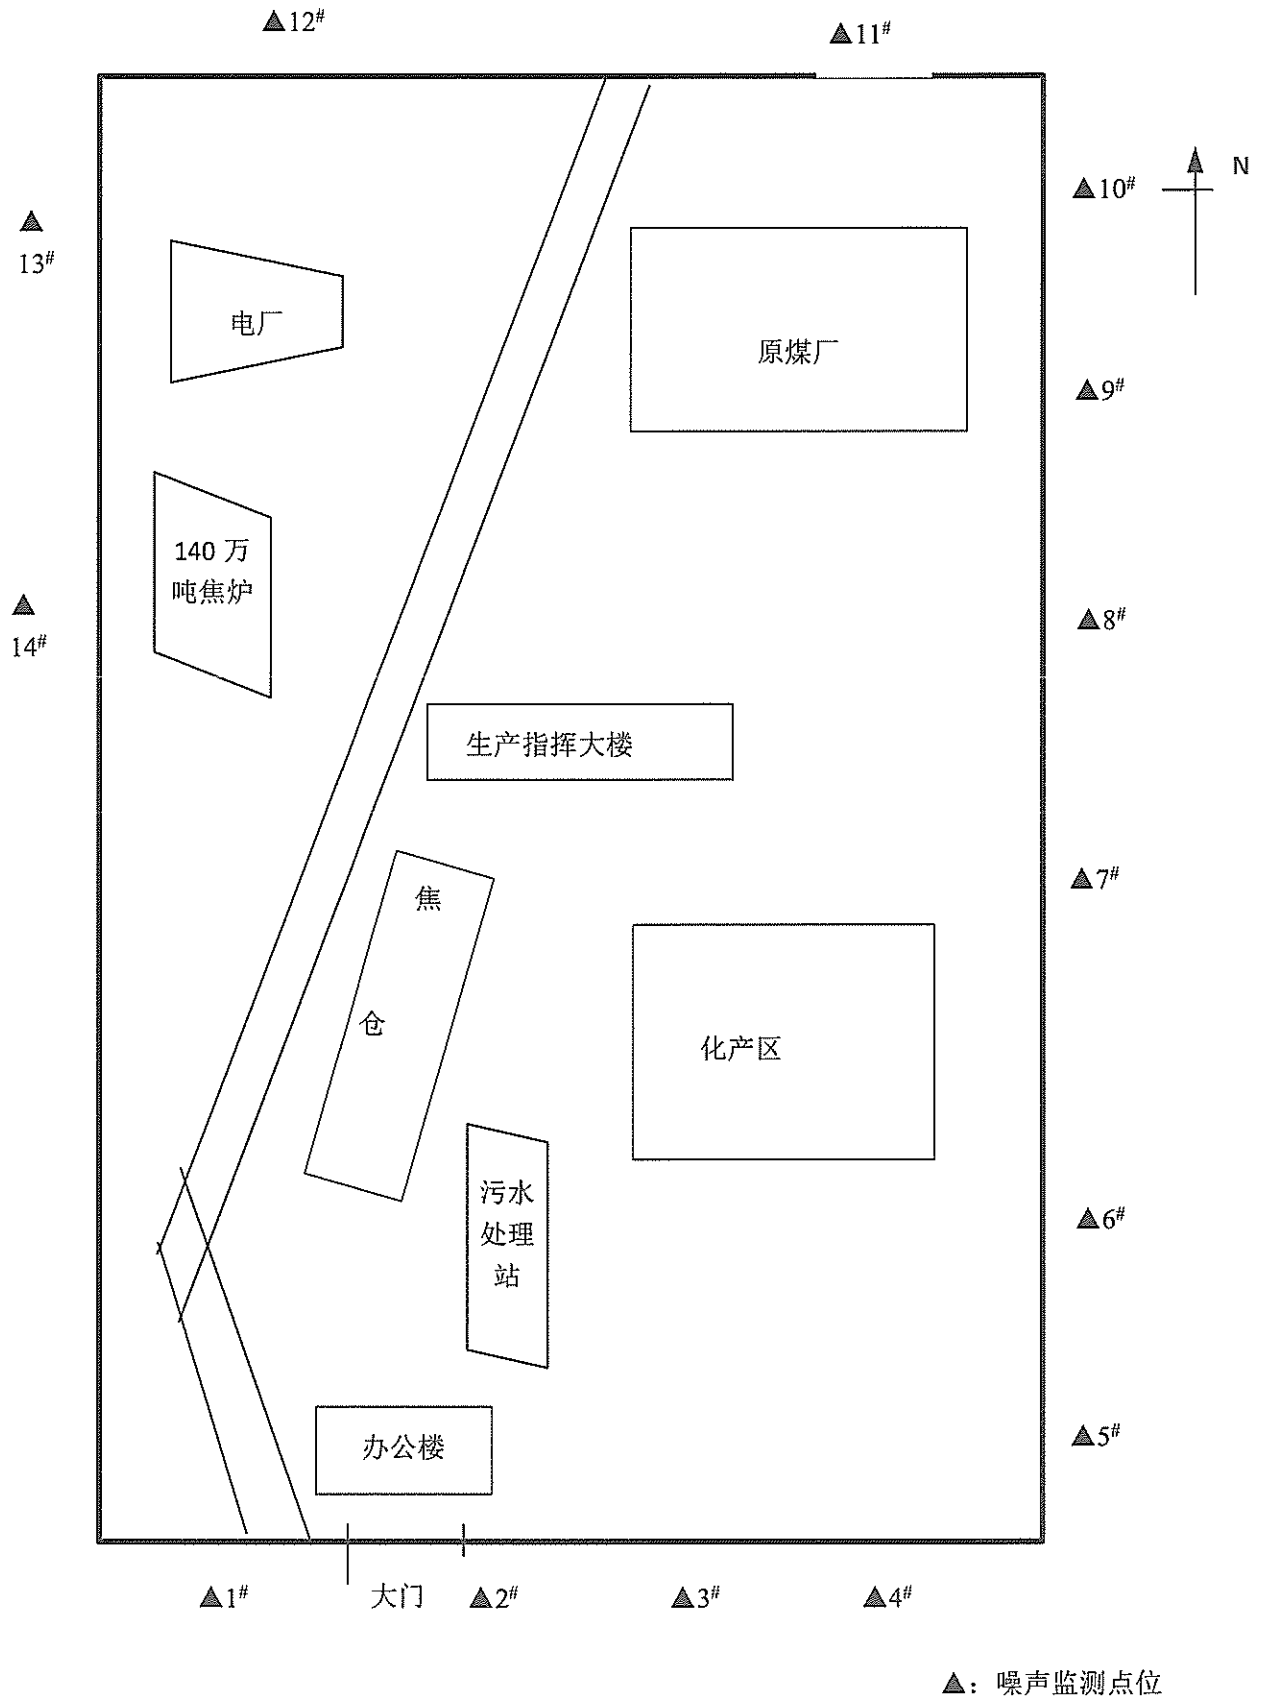 ▲12#
▲11#
▲10#
N
▲
13#
电厂
原煤厂
▲9#
140 万
吨焦炉
▲
14#
▲8#
生产指挥大楼
▲7#
焦
仓
化产区
污水
处理
站
▲6#
办公楼
▲5#
▲1#
大门
▲2#
▲3#
▲4#
▲：噪声监测点位